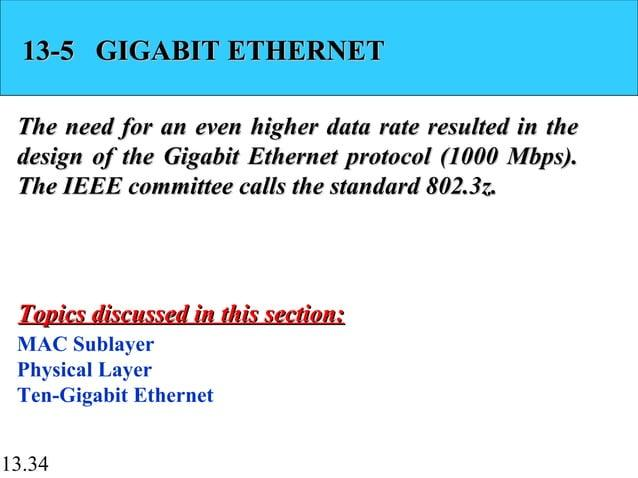 13-5 GIGABIT ETHERNET
The need for an even higher data rate resulted in the
design of the Gigabit Ethernet protocol (1000 Mbps).
The IEEE committee calls the standard 802.3z.
Topics discussed in this section:
MAC Sublayer
Physical Layer
Ten-Gigabit Ethernet
13.34